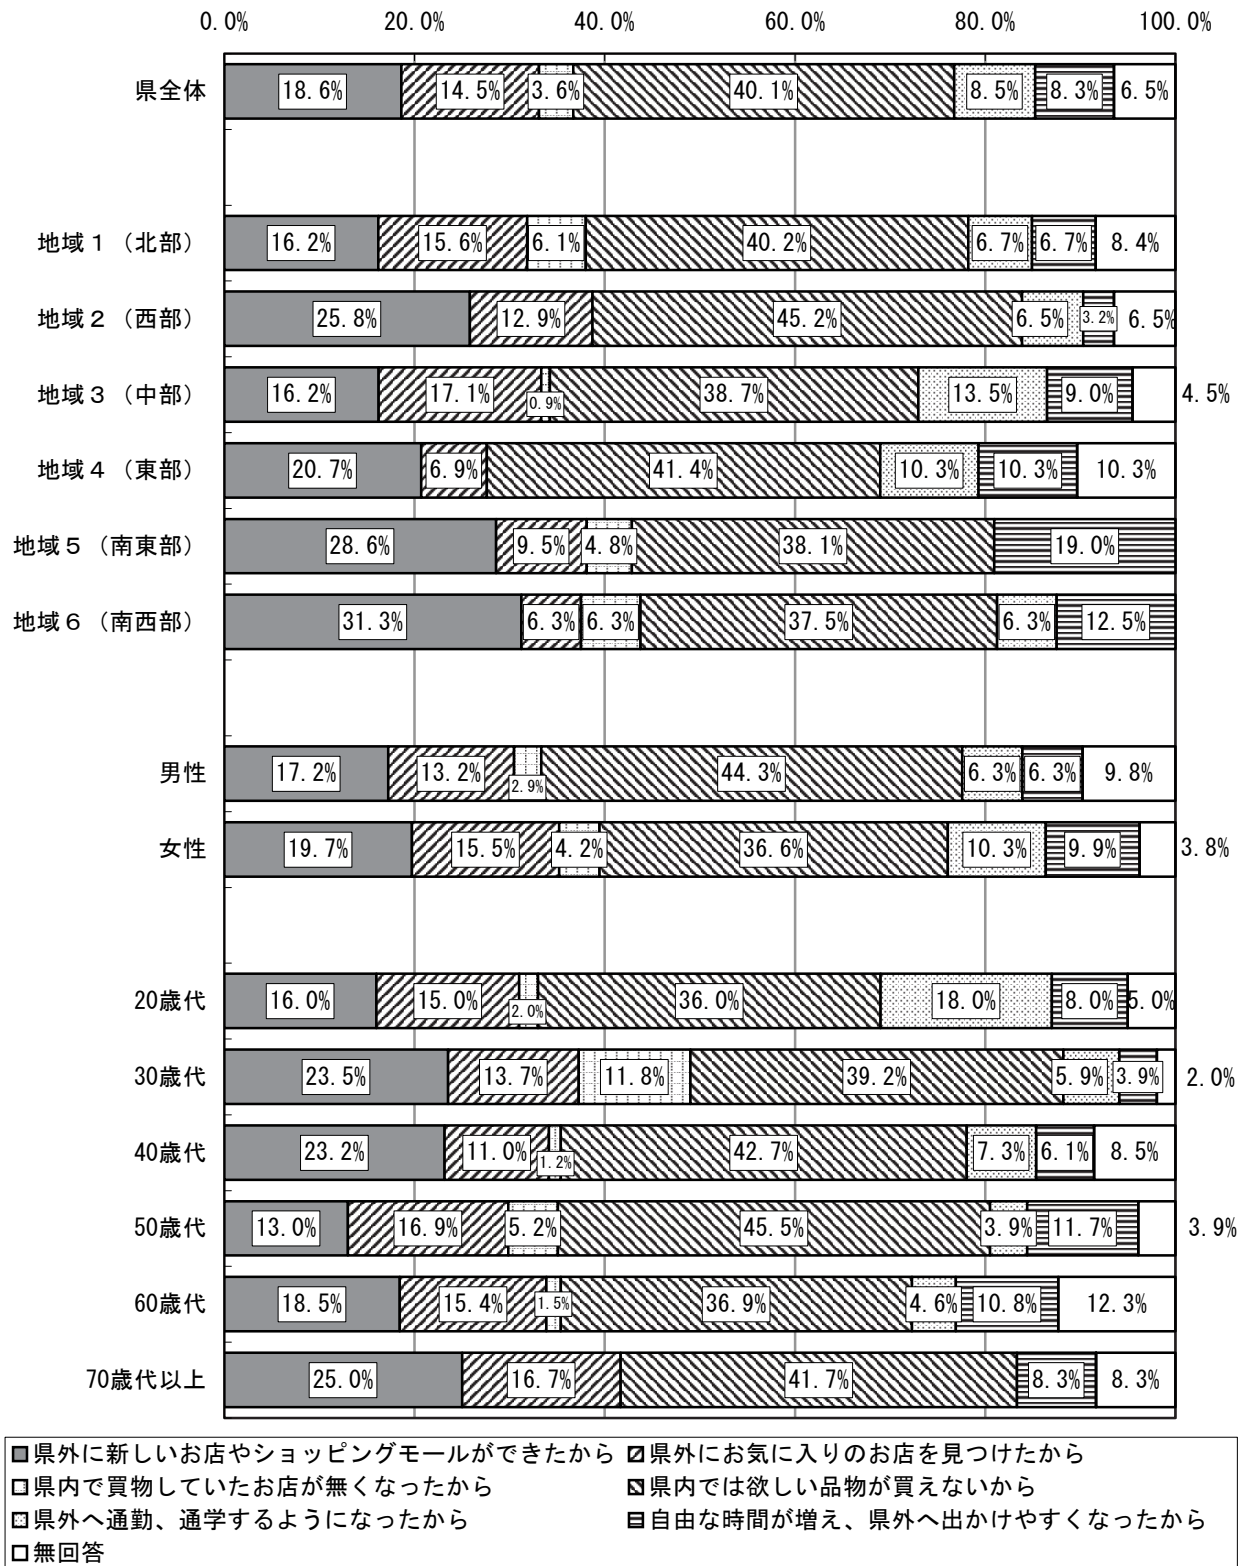 0.0% 20.0% 40.0% 60.0% 80.0% 100.0%
県全体 18.6% 14.5% 3.6% 40.1% 8.5% 8.3% 6.5%
地域１（北部） 16.2% 15.6% 6.1% 40.2% 6.7% 6.7% 8.4%
地域２（西部） 25.8% 12.9% 45.2% 6.5% 3.2% 6.5%
地域３（中部） 16.2% 17.1% 0.9% 38.7% 13.5% 9.0% 4.5%
地域４（東部） 20.7% 6.9% 41.4% 10.3% 10.3% 10.3%
地域５（南東部） 28.6% 9.5% 4.8% 38.1% 19.0%
地域６（南西部） 31.3% 6.3% 6.3% 37.5% 6.3% 12.5%
男性 17.2% 13.2% 2.9% 44.3% 6.3% 6.3% 9.8%
女性 19.7% 15.5% 4.2% 36.6% 10.3% 9.9% 3.8%
20歳代 16.0% 15.0% 2.0% 36.0% 18.0% 8.0% 5.0%
30歳代 23.5% 13.7% 11.8% 39.2% 5.9% 3.9% 2.0%
40歳代 23.2% 11.0% 1.2% 42.7% 7.3% 6.1% 8.5%
50歳代 13.0% 16.9% 5.2% 45.5% 3.9% 11.7% 3.9%
60歳代 18.5% 15.4% 1.5% 36.9% 4.6% 10.8% 12.3%
70歳代以上 25.0% 16.7% 41.7% 8.3% 8.3%
県外に新しいお店やショッピングモールができたから 県外にお気に入りのお店を見つけたから
県内で買物していたお店が無くなったから 県内では欲しい品物が買えないから
県外へ通勤、通学するようになったから 自由な時間が増え、県外へ出かけやすくなったから
無回答